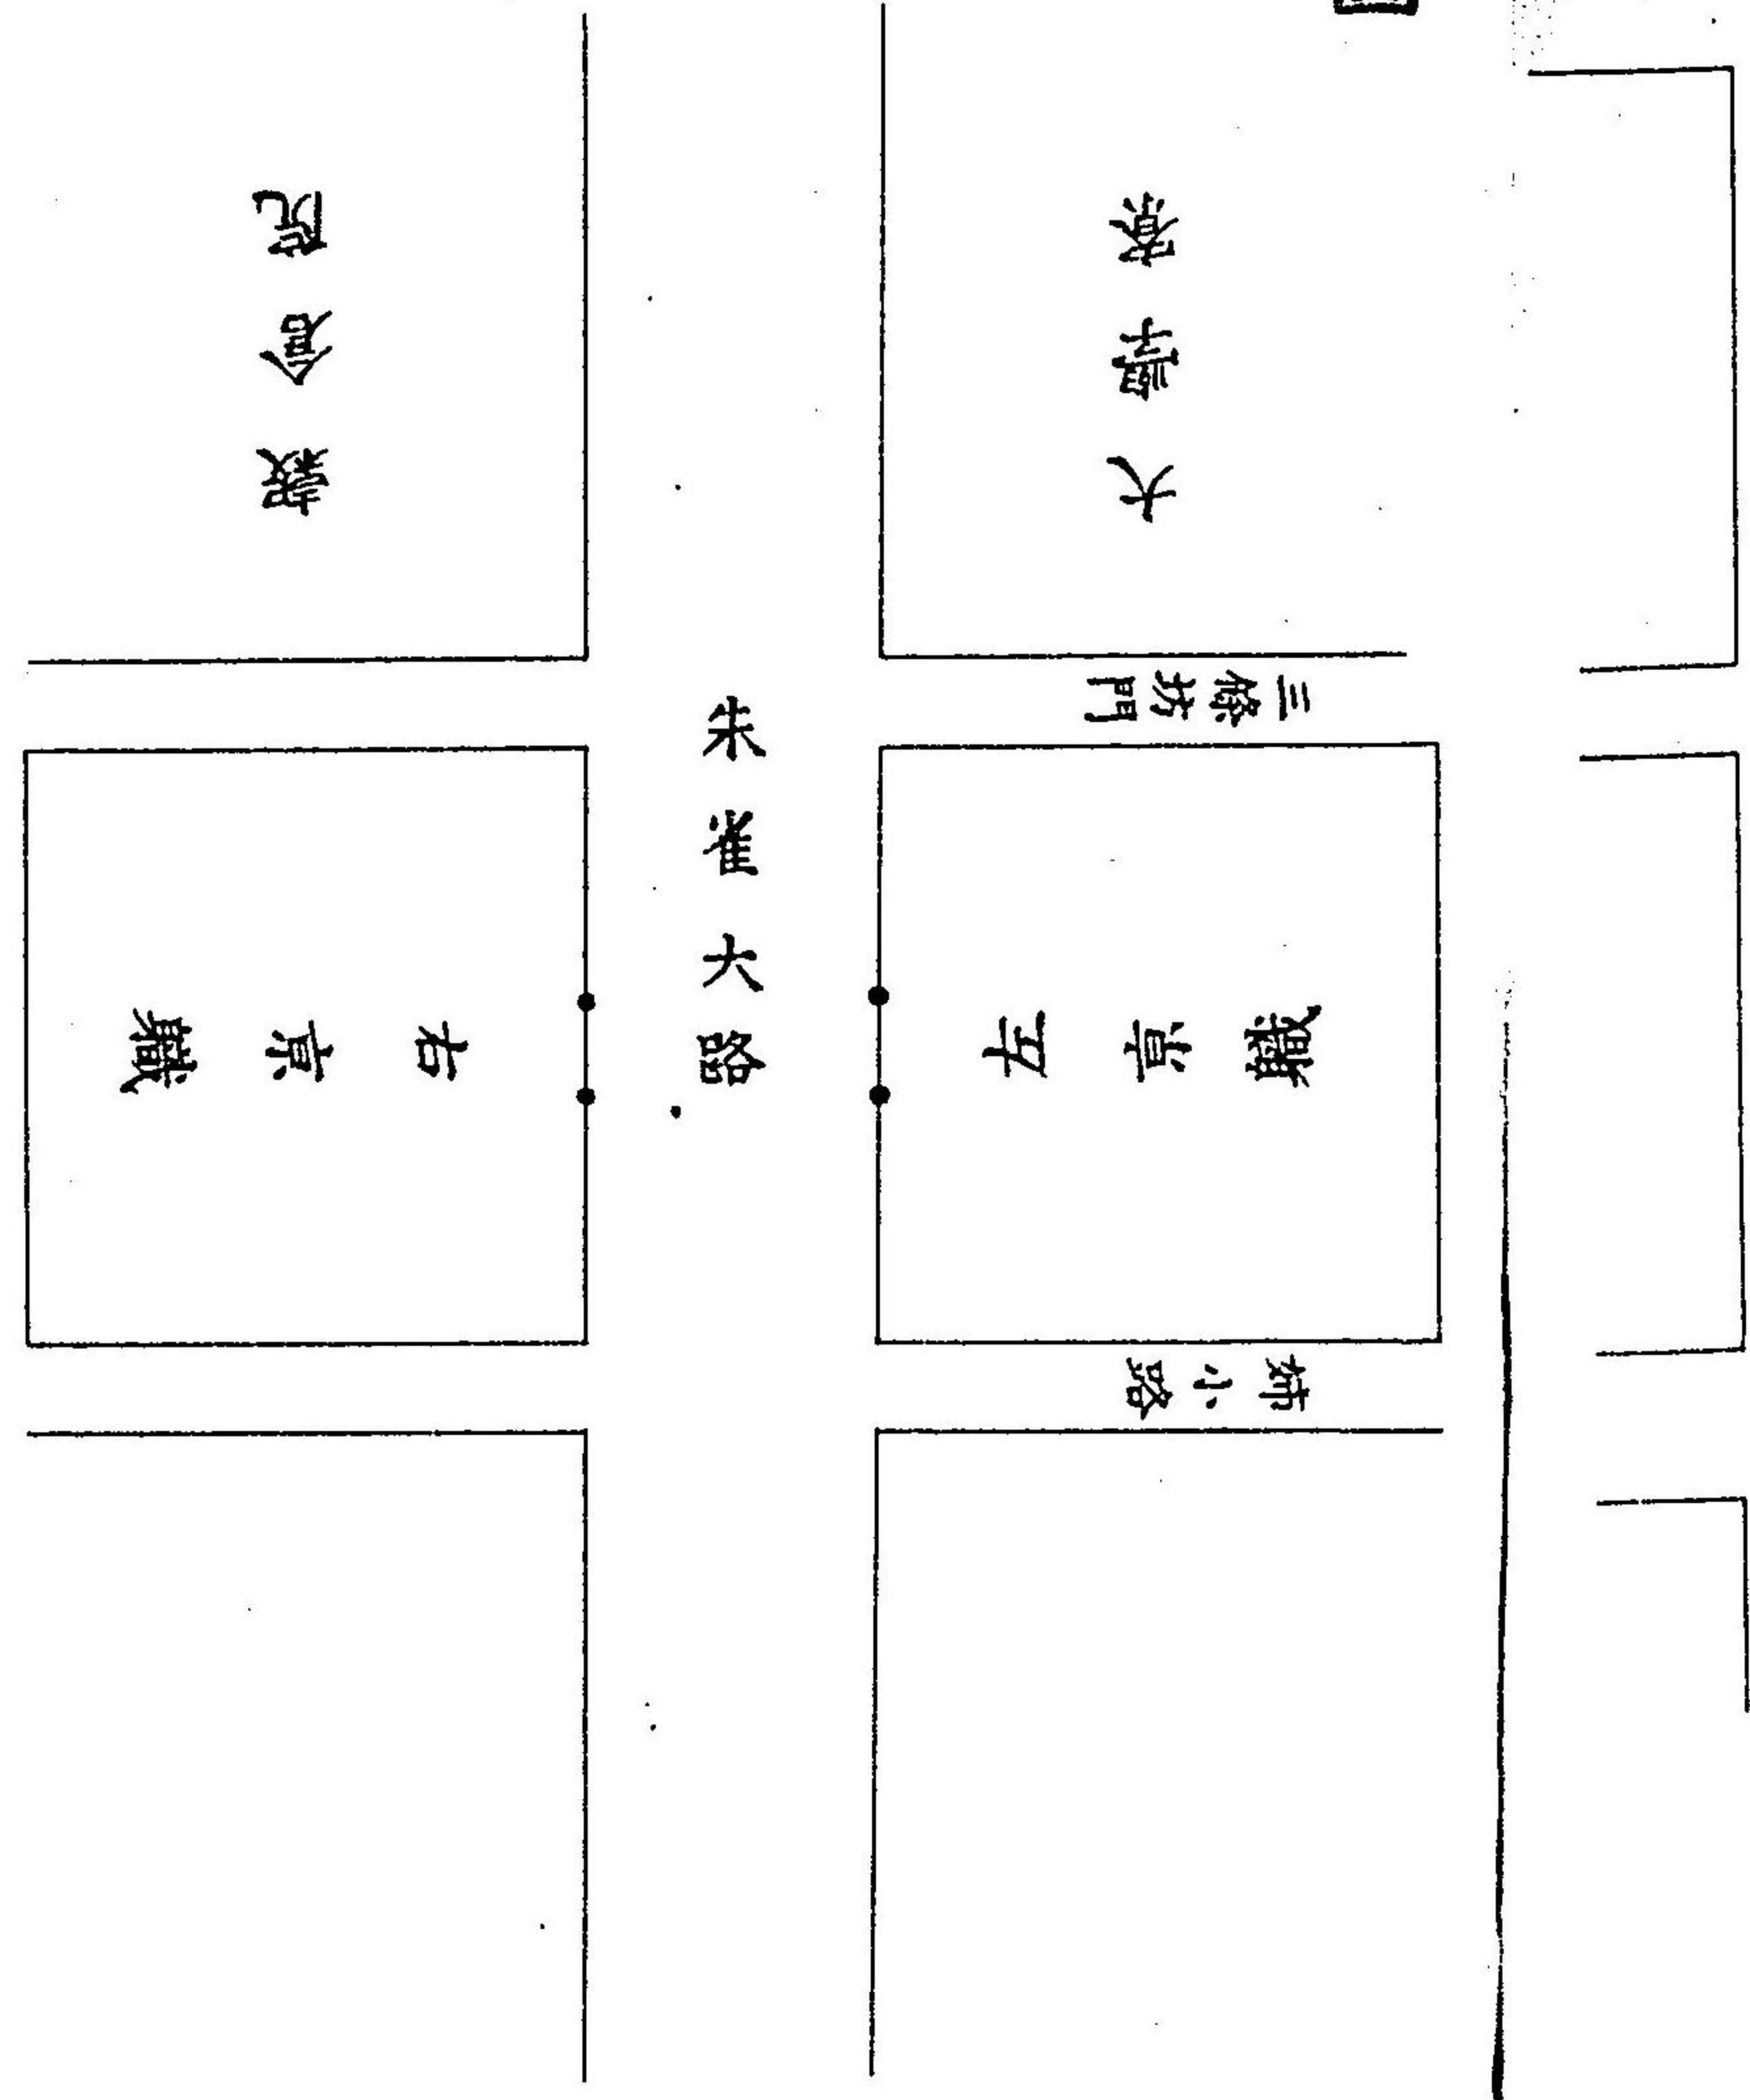 穀倉院
大學寮
三條坊門
朱雀大路
右京職
左京職
姉小路